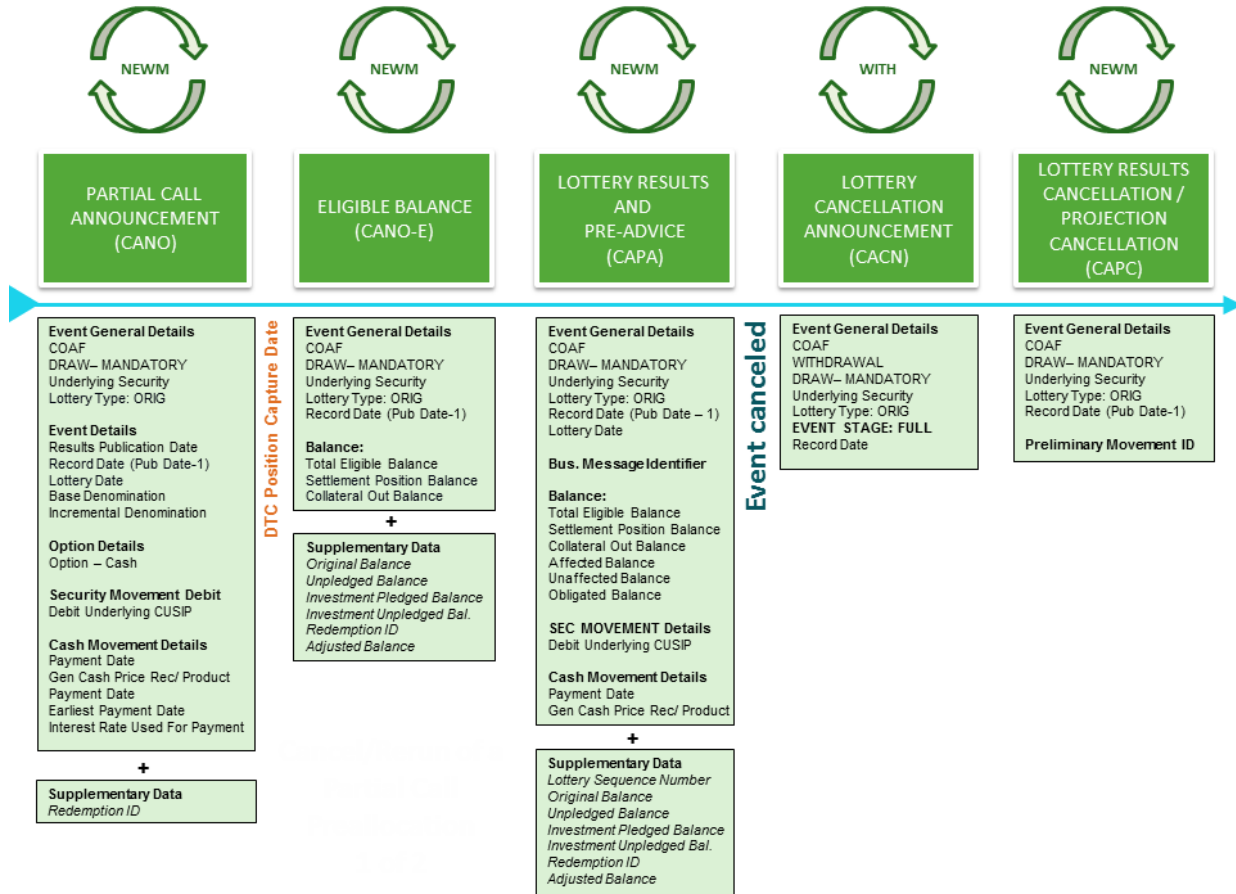 NEWM
NEWM
NEWM
WITH
NEWM
PARTIAL CALL
ANNOUNCEMENT
(CANO)
ELIGIBLE BALANCE
(CANO-E)
LOTTERY RESULTS
AND
PRE-ADVICE
(CAPA)
LOTTERY
CANCELLATION
ANNOUNCEMENT
(CACN)
LOTTERY RESULTS
CANCELLATION /
PROJECTION
CANCELLATION
(CAPC)
Event General Details
COAF
DRAW– MANDATORY
Underlying Security
Lottery Type: ORIG
Event Details
Results Publication Date
Record Date (Pub Date-1)
Lottery Date
Base Denomination
Incremental Denomination
Option Details
Option – Cash
Security Movement Debit
Debit Underlying CUSIP
Cash Movement Details
Payment Date
Gen Cash Price Rec/ Product
Payment Date
Earliest Payment Date
Interest Rate Used For Payment
+
Supplementary Data
Redemption ID
DTC Position Capture Date
Event General Details
COAF
DRAW– MANDATORY
Underlying Security
Lottery Type: ORIG
Record Date (Pub Date-1)
Balance:
Total Eligible Balance
Settlement Position Balance
Collateral Out Balance
+
Supplementary Data
Original Balance
Unpledged Balance
Investment Pledged Balance
Investment Unpledged Bal.
Redemption ID
Adjusted Balance
Event General Details
COAF
DRAW– MANDATORY
Underlying Security
Lottery Type: ORIG
Record Date (Pub Date – 1)
Lottery Date
Bus. Message Identifier
Balance:
Total Eligible Balance
Settlement Position Balance
Collateral Out Balance
Affected Balance
Unaffected Balance
Obligated Balance
SEC MOVEMENT Details
Debit Underlying CUSIP
Cash Movement Details
Payment Date
Gen Cash Price Rec/ Product
+
Supplementary Data
Lottery Sequence Number
Original Balance
Unpledged Balance
Investment Pledged Balance
Investment Unpledged Bal.
Redemption ID
Adjusted Balance
Event canceled
Event General Details
COAF
WITHDRAWAL
DRAW– MANDATORY
Underlying Security
Lottery Type: ORIG
EVENT STAGE: FULL
Record Date
Event General Details
COAF
DRAW– MANDATORY
Underlying Security
Lottery Type: ORIG
Record Date (Pub Date-1)
Preliminary Movement ID